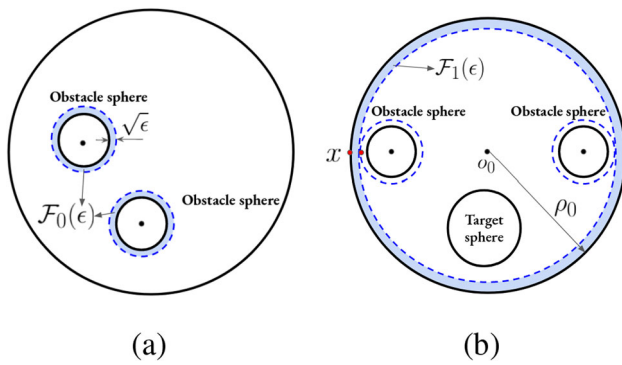 Obstacle sphere
√ϵ
Obstacle sphere
ℱ₀(ϵ)
(a)
ℱ₁(ϵ)
Obstacle sphere
Obstacle sphere
x
o₀
ρ₀
Target
sphere
(b)